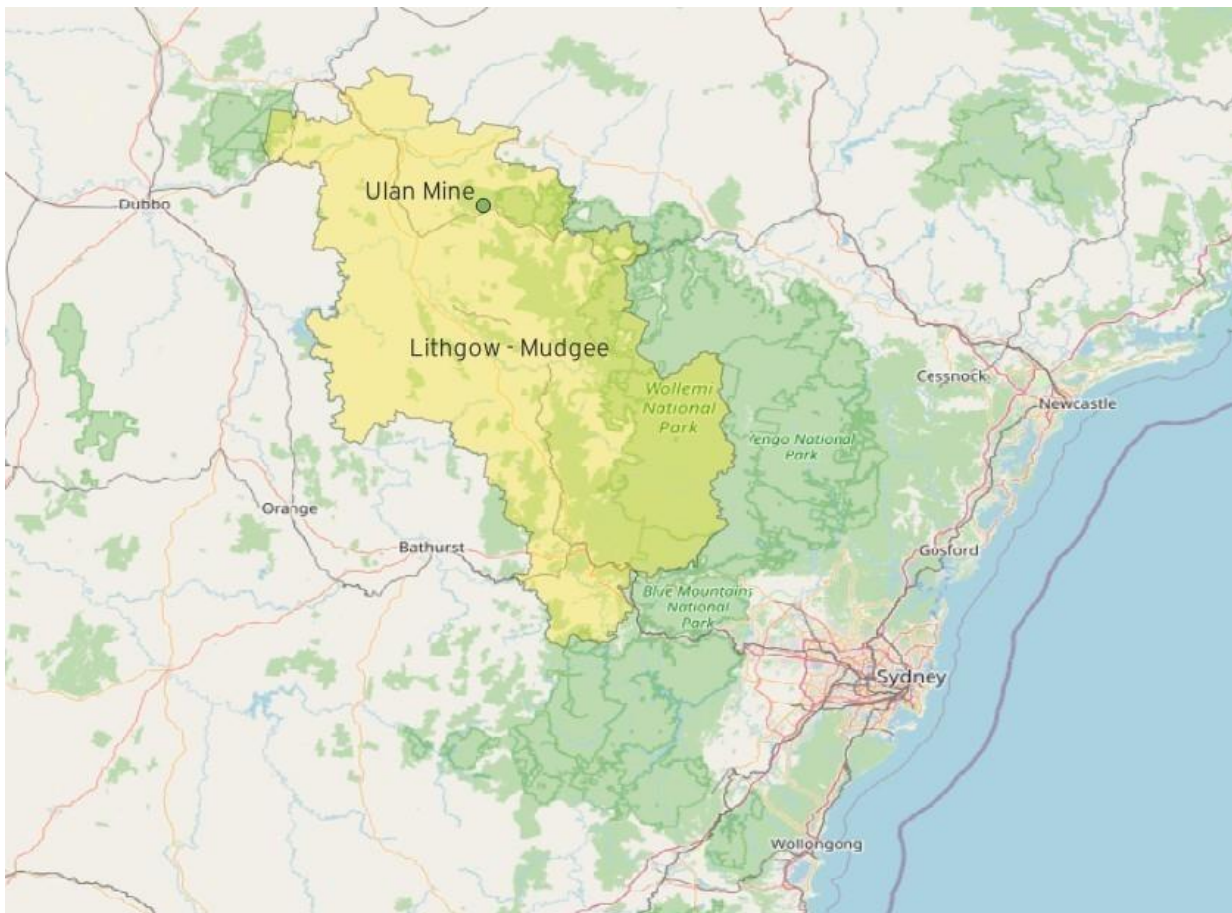 Ulan Mine
Dubbo
Lithgow - Mudgee
Cessnock
Wollemi
National
Park
Newcastle
Yengo National
Park
Orange
Bathurst
Gosford
Blue Mountains
National
Park
Sydney
Wollongong